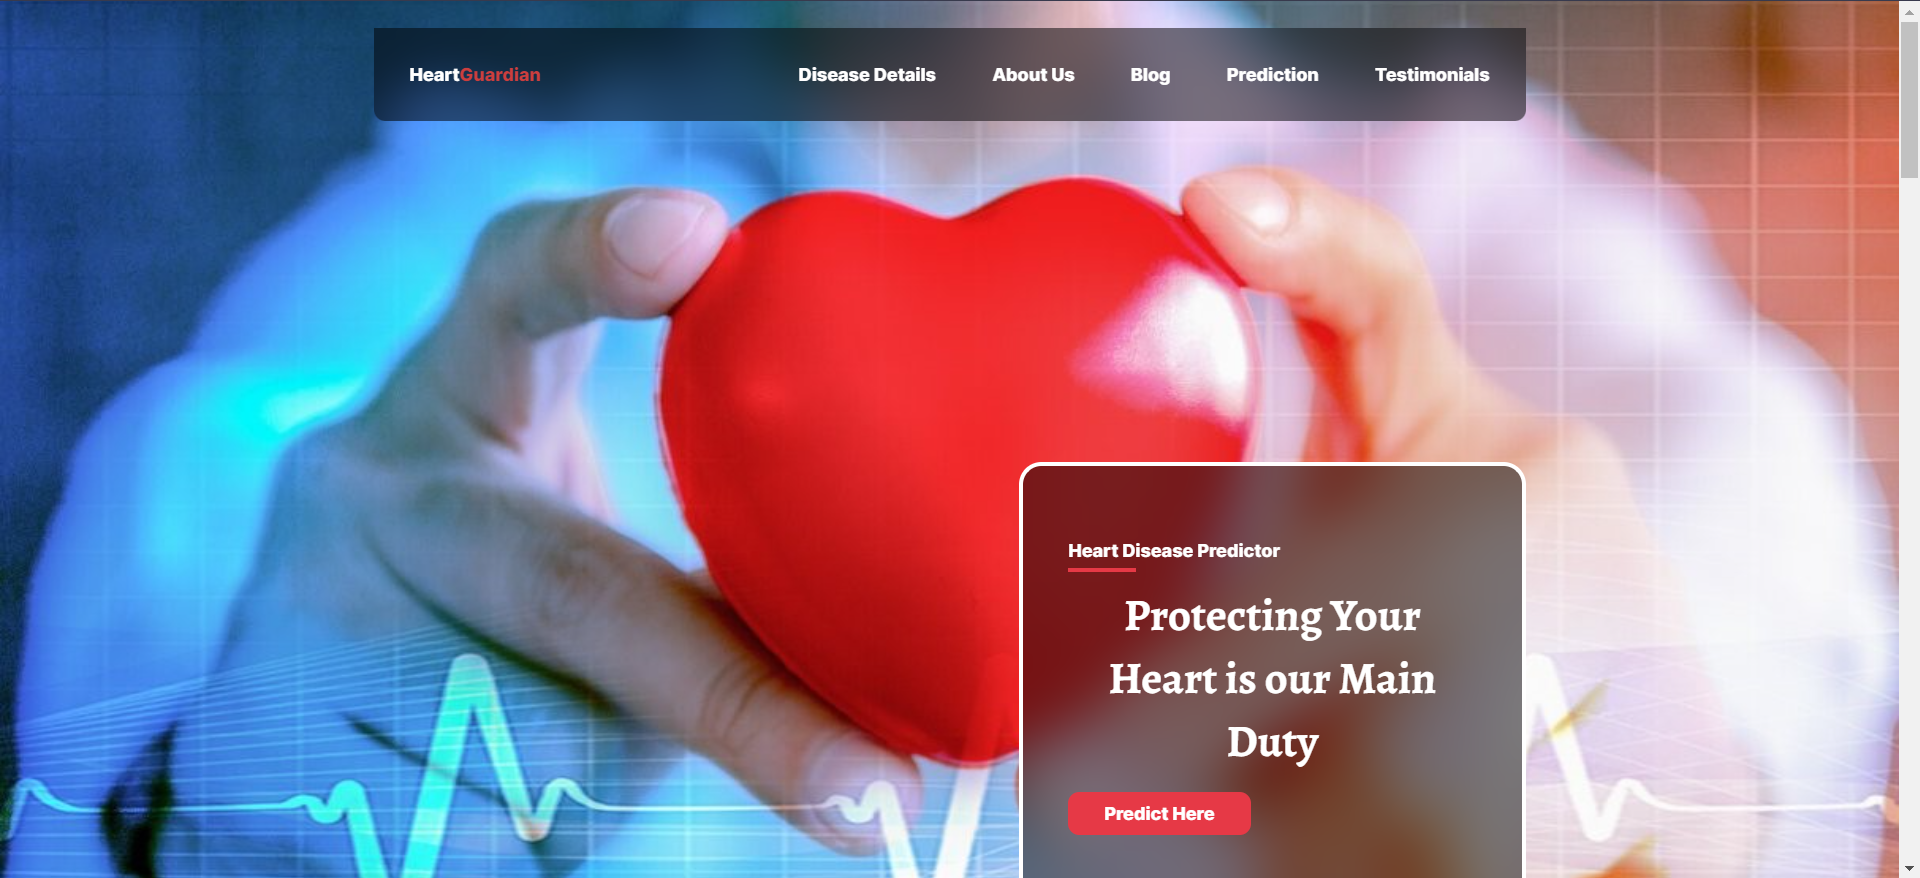 HeartGuardian
Disease Details
About Us
Blog
Prediction
Testimonials
Heart Disease Predictor
Protecting Your
Heart is our Main
Duty
Predict Here